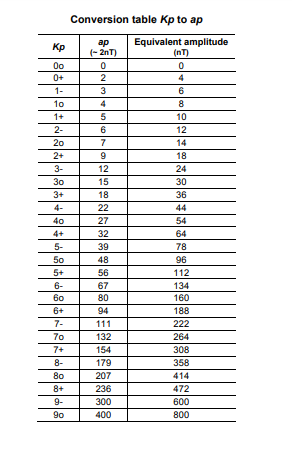 Conversion table Kp to ap
Kp ap (~ 2nT) Equivalent amplitude (nT)
0o 0 0
0+ 2 4
1- 3 6
1o 4 8
1+ 5 10
2- 6 12
2o 7 14
2+ 9 18
3- 12 24
3o 15 30
3+ 18 36
4- 22 44
4o 27 54
4+ 32 64
5- 39 78
5o 48 96
5+ 56 112
6- 67 134
6o 80 160
6+ 94 188
7- 111 222
7o 132 264
7+ 154 308
8- 179 358
8o 207 414
8+ 236 472
9- 300 600
9o 400 800